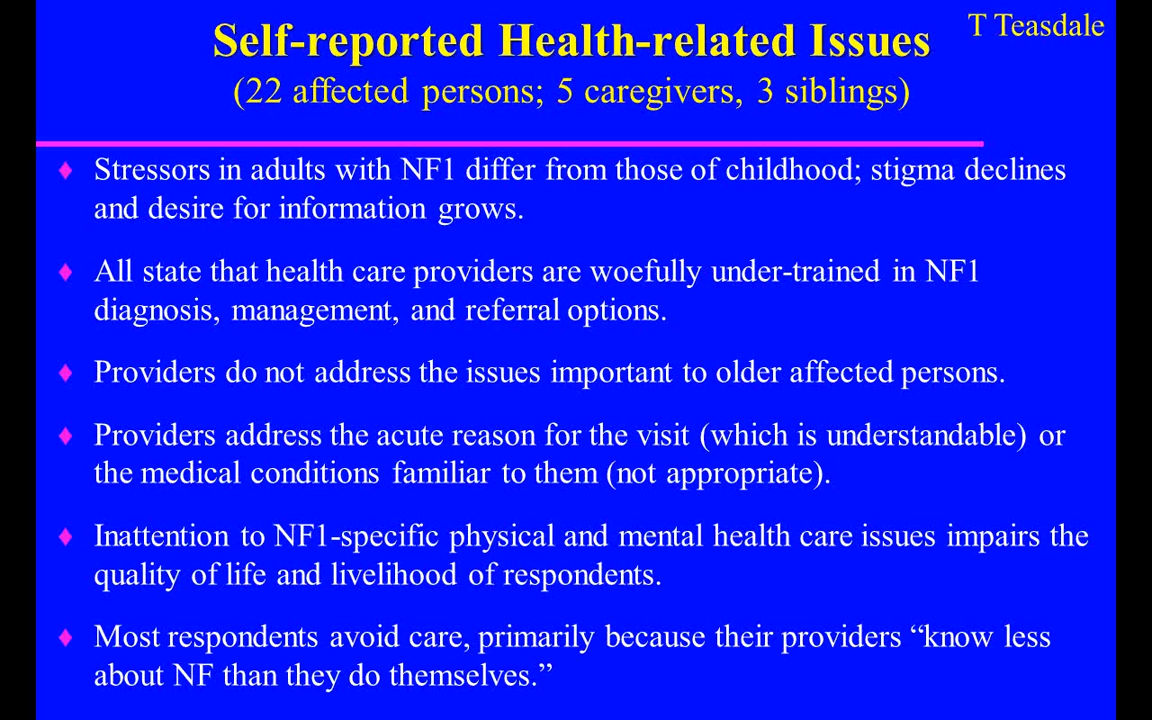 T Teasdale
Self-reported Health-related Issues
(22 affected persons; 5 caregivers, 3 siblings)
♦ Stressors in adults with NF1 differ from those of childhood; stigma declines
and desire for information grows.
♦ All state that health care providers are woefully under-trained in NF1
diagnosis, management, and referral options.
♦ Providers do not address the issues important to older affected persons.
♦ Providers address the acute reason for the visit (which is understandable) or
the medical conditions familiar to them (not appropriate).
♦ Inattention to NF1-specific physical and mental health care issues impairs the
quality of life and livelihood of respondents.
♦ Most respondents avoid care, primarily because their providers “know less
about NF than they do themselves.”